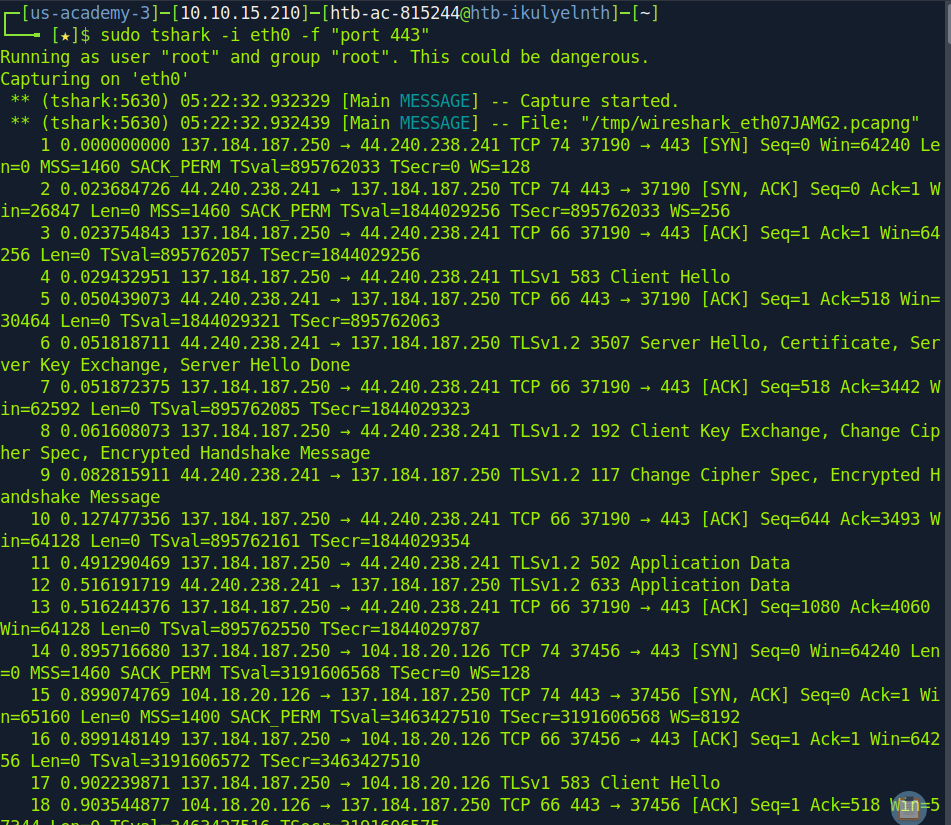 ┌─[us-academy-3]─[10.10.15.210]─[htb-ac-815244@htb-ikulyelnth]─[~]
└──╼ [★]$ sudo tshark -i eth0 -f "port 443"
Running as user "root" and group "root". This could be dangerous.
Capturing on 'eth0'
 ** (tshark:5630) 05:22:32.932329 [Main MESSAGE] -- Capture started.
 ** (tshark:5630) 05:22:32.932439 [Main MESSAGE] -- File: "/tmp/wireshark_eth07JAMG2.pcapng"
    1 0.000000000 137.184.187.250 → 44.240.238.241 TCP 74 37190 → 443 [SYN] Seq=0 Win=64240 Le
n=0 MSS=1460 SACK_PERM TSval=895762033 TSecr=0 WS=128
    2 0.023684726 44.240.238.241 → 137.184.187.250 TCP 74 443 → 37190 [SYN, ACK] Seq=0 Ack=1 W
in=26847 Len=0 MSS=1460 SACK_PERM TSval=1844029256 TSecr=895762033 WS=256
    3 0.023754843 137.184.187.250 → 44.240.238.241 TCP 66 37190 → 443 [ACK] Seq=1 Ack=1 Win=64
256 Len=0 TSval=895762057 TSecr=1844029256
    4 0.029432951 137.184.187.250 → 44.240.238.241 TLSv1 583 Client Hello
    5 0.050439073 44.240.238.241 → 137.184.187.250 TCP 66 443 → 37190 [ACK] Seq=1 Ack=518 Win=
30464 Len=0 TSval=1844029321 TSecr=895762063
    6 0.051818711 44.240.238.241 → 137.184.187.250 TLSv1.2 3507 Server Hello, Certificate, Ser
ver Key Exchange, Server Hello Done
    7 0.051872375 137.184.187.250 → 44.240.238.241 TCP 66 37190 → 443 [ACK] Seq=518 Ack=3442 W
in=62592 Len=0 TSval=895762085 TSecr=1844029323
    8 0.061608073 137.184.187.250 → 44.240.238.241 TLSv1.2 192 Client Key Exchange, Change Cip
her Spec, Encrypted Handshake Message
    9 0.082815911 44.240.238.241 → 137.184.187.250 TLSv1.2 117 Change Cipher Spec, Encrypted H
andshake Message
   10 0.127477356 137.184.187.250 → 44.240.238.241 TCP 66 37190 → 443 [ACK] Seq=644 Ack=3493 W
in=64128 Len=0 TSval=895762161 TSecr=1844029354
   11 0.491290469 137.184.187.250 → 44.240.238.241 TLSv1.2 502 Application Data
   12 0.516191719 44.240.238.241 → 137.184.187.250 TLSv1.2 633 Application Data
   13 0.516244376 137.184.187.250 → 44.240.238.241 TCP 66 37190 → 443 [ACK] Seq=1080 Ack=4060
Win=64128 Len=0 TSval=895762550 TSecr=1844029787
   14 0.895716680 137.184.187.250 → 104.18.20.126 TCP 74 37456 → 443 [SYN] Seq=0 Win=64240 Len
=0 MSS=1460 SACK_PERM TSval=3191606568 TSecr=0 WS=128
   15 0.899074769 104.18.20.126 → 137.184.187.250 TCP 74 443 → 37456 [SYN, ACK] Seq=0 Ack=1 Wi
n=65160 Len=0 MSS=1400 SACK_PERM TSval=3463427510 TSecr=3191606568 WS=8192
   16 0.899148149 137.184.187.250 → 104.18.20.126 TCP 66 37456 → 443 [ACK] Seq=1 Ack=1 Win=642
56 Len=0 TSval=3191606572 TSecr=3463427510
   17 0.902239871 137.184.187.250 → 104.18.20.126 TLSv1 583 Client Hello
   18 0.903544877 104.18.20.126 → 137.184.187.250 TCP 66 443 → 37456 [ACK] Seq=1 Ack=518 Win=5
7344 Len=0 TSval=3463427516 TSecr=3191606575